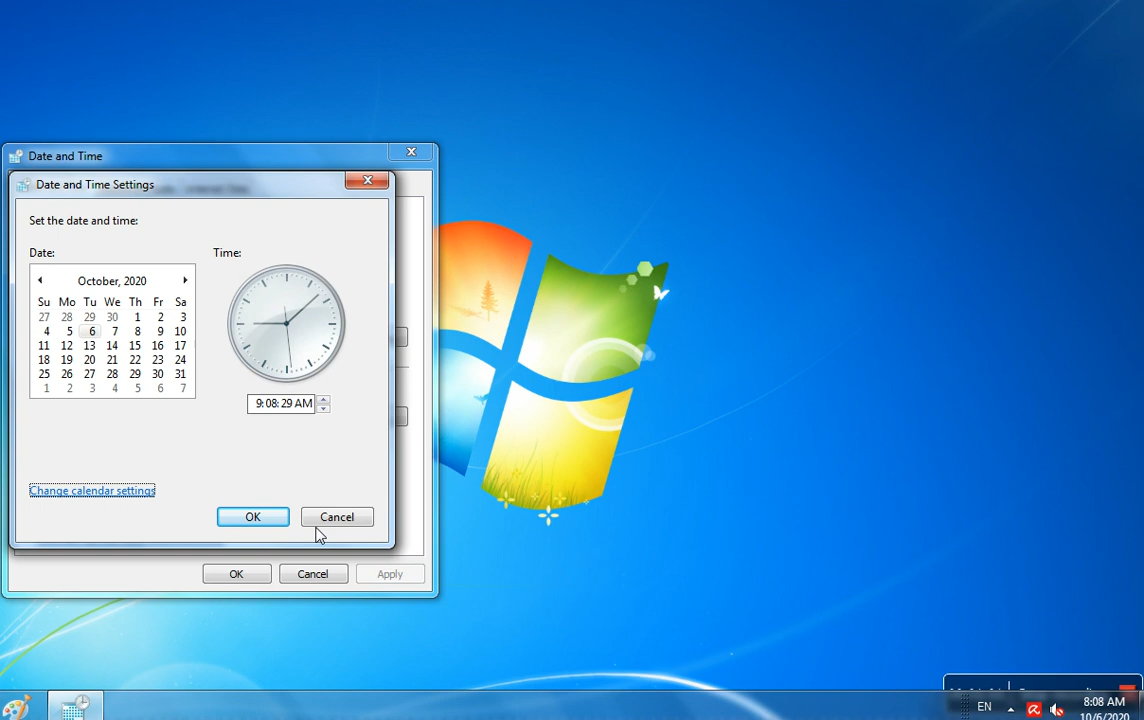 Date and Time
Date and Time Settings
Set the date and time:
Date:
Time:
October, 2020
Su Mo Tu We Th Fr Sa
27 28 29 30 1 2 3
4 5 6 7 8 9 10
11 12 13 14 15 16 17
18 19 20 21 22 23 24
25 26 27 28 29 30 31
1 2 3 4 5 6 7
9:08:29 AM
Change calendar settings
OK
Cancel
OK
Cancel
Apply
EN
8:08 AM
10/6/2020